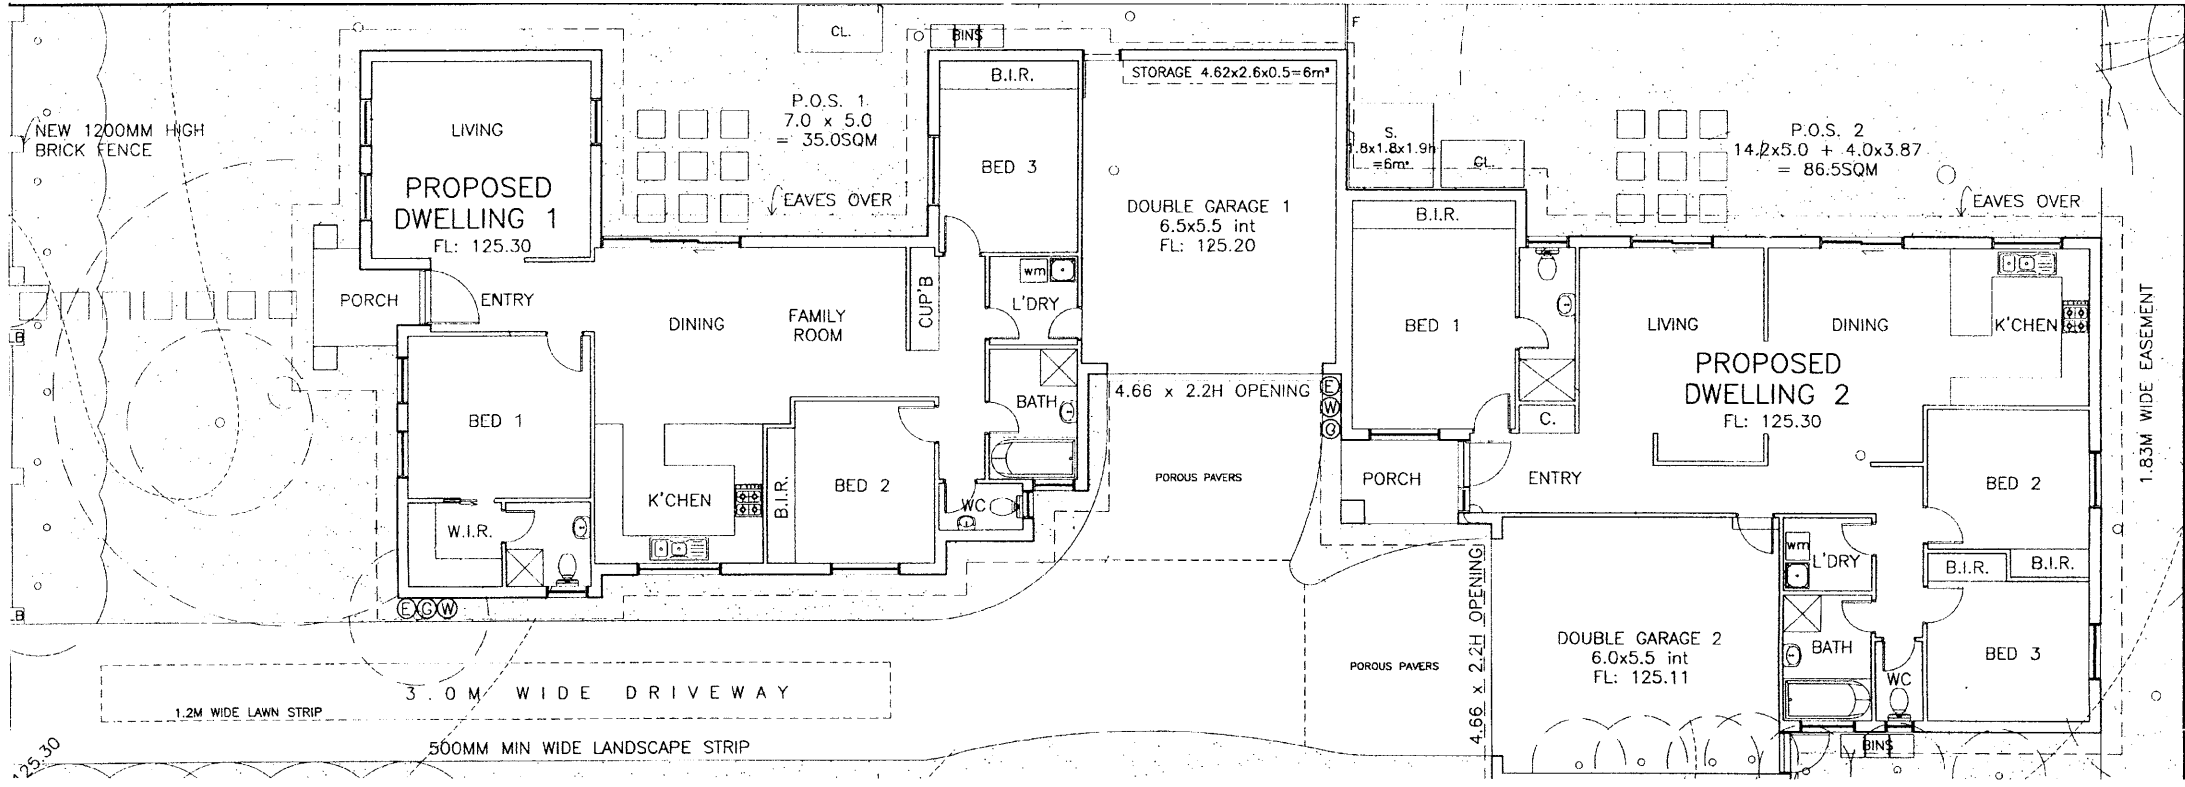 NEW 1200MM HIGH
BRICK FENCE
LIVING
PROPOSED
DWELLING 1
FL: 125.30
PORCH
ENTRY
BED 1
W.I.R.
E G W
B
B
CL.
BINS
P.O.S. 1
7.0 x 5.0
= 35.0SQM
EAVES OVER
DINING
FAMILY
ROOM
CUP'B
K'CHEN
B.I.R.
BED 2
B.I.R.
BED 3
wm
L'DRY
BATH
WC
STORAGE 4.62x2.6x0.5=6m³
DOUBLE GARAGE 1
6.5x5.5 int
FL: 125.20
4.66 x 2.2H OPENING
E
W
G
POROUS PAVERS
F
S.
1.8x1.8x1.9h
=6m³
CL.
P.O.S. 2
14.2x5.0 + 4.0x3.87
= 86.5SQM
EAVES OVER
B.I.R.
BED 1
C.
LIVING
DINING
K'CHEN
PROPOSED
DWELLING 2
FL: 125.30
PORCH
ENTRY
BED 2
B.I.R.
B.I.R.
BED 3
wm
L'DRY
BATH
WC
BINS
DOUBLE GARAGE 2
6.0x5.5 int
FL: 125.11
4.66 x 2.2H OPENING
POROUS PAVERS
1.83M WIDE EASEMENT
3.0M WIDE DRIVEWAY
1.2M WIDE LAWN STRIP
500MM MIN WIDE LANDSCAPE STRIP
125.30